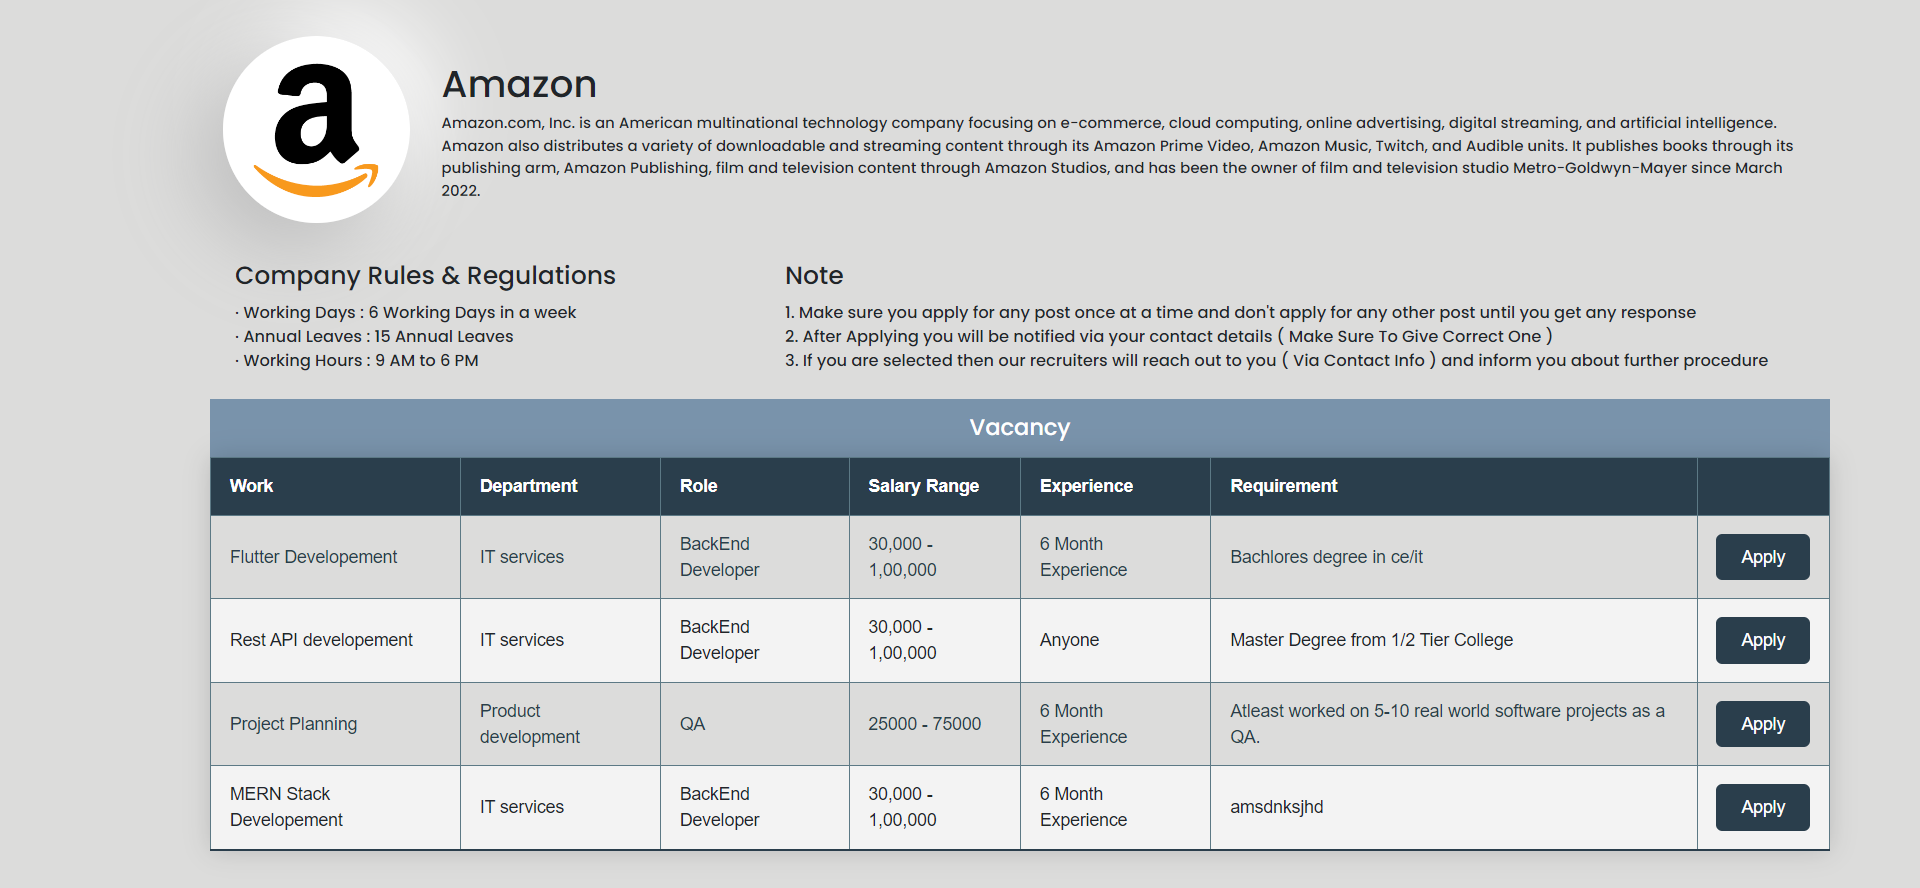 a
Amazon
Amazon.com, Inc. is an American multinational technology company focusing on e-commerce, cloud computing, online advertising, digital streaming, and artificial intelligence.
Amazon also distributes a variety of downloadable and streaming content through its Amazon Prime Video, Amazon Music, Twitch, and Audible units. It publishes books through its
publishing arm, Amazon Publishing, film and television content through Amazon Studios, and has been the owner of film and television studio Metro-Goldwyn-Mayer since March
2022.
Company Rules & Regulations
· Working Days : 6 Working Days in a week
· Annual Leaves : 15 Annual Leaves
· Working Hours : 9 AM to 6 PM
Note
1. Make sure you apply for any post once at a time and don't apply for any other post until you get any response
2. After Applying you will be notified via your contact details ( Make Sure To Give Correct One )
3. If you are selected then our recruiters will reach out to you ( Via Contact Info ) and inform you about further procedure
Vacancy
Work Department Role Salary Range Experience Requirement
Flutter Developement
IT services
BackEnd
Developer
30,000 -
1,00,000
6 Month
Experience
Bachlores degree in ce/it
Apply
Rest API developement
IT services
BackEnd
Developer
30,000 -
1,00,000
Anyone
Master Degree from 1/2 Tier College
Apply
Project Planning
Product
development
QA
25000 - 75000
6 Month
Experience
Atleast worked on 5-10 real world software projects as a
QA.
Apply
MERN Stack
Developement
IT services
BackEnd
Developer
30,000 -
1,00,000
6 Month
Experience
amsdnksjhd
Apply